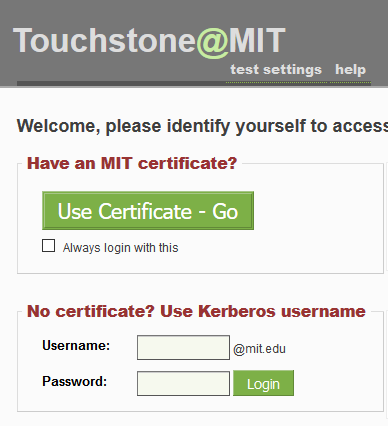 Touchstone@MIT
test settings help
Welcome, please identify yourself to access
Have an MIT certificate?
Use Certificate - Go
Always login with this
No certificate? Use Kerberos username
Username: @mit.edu
Password: Login